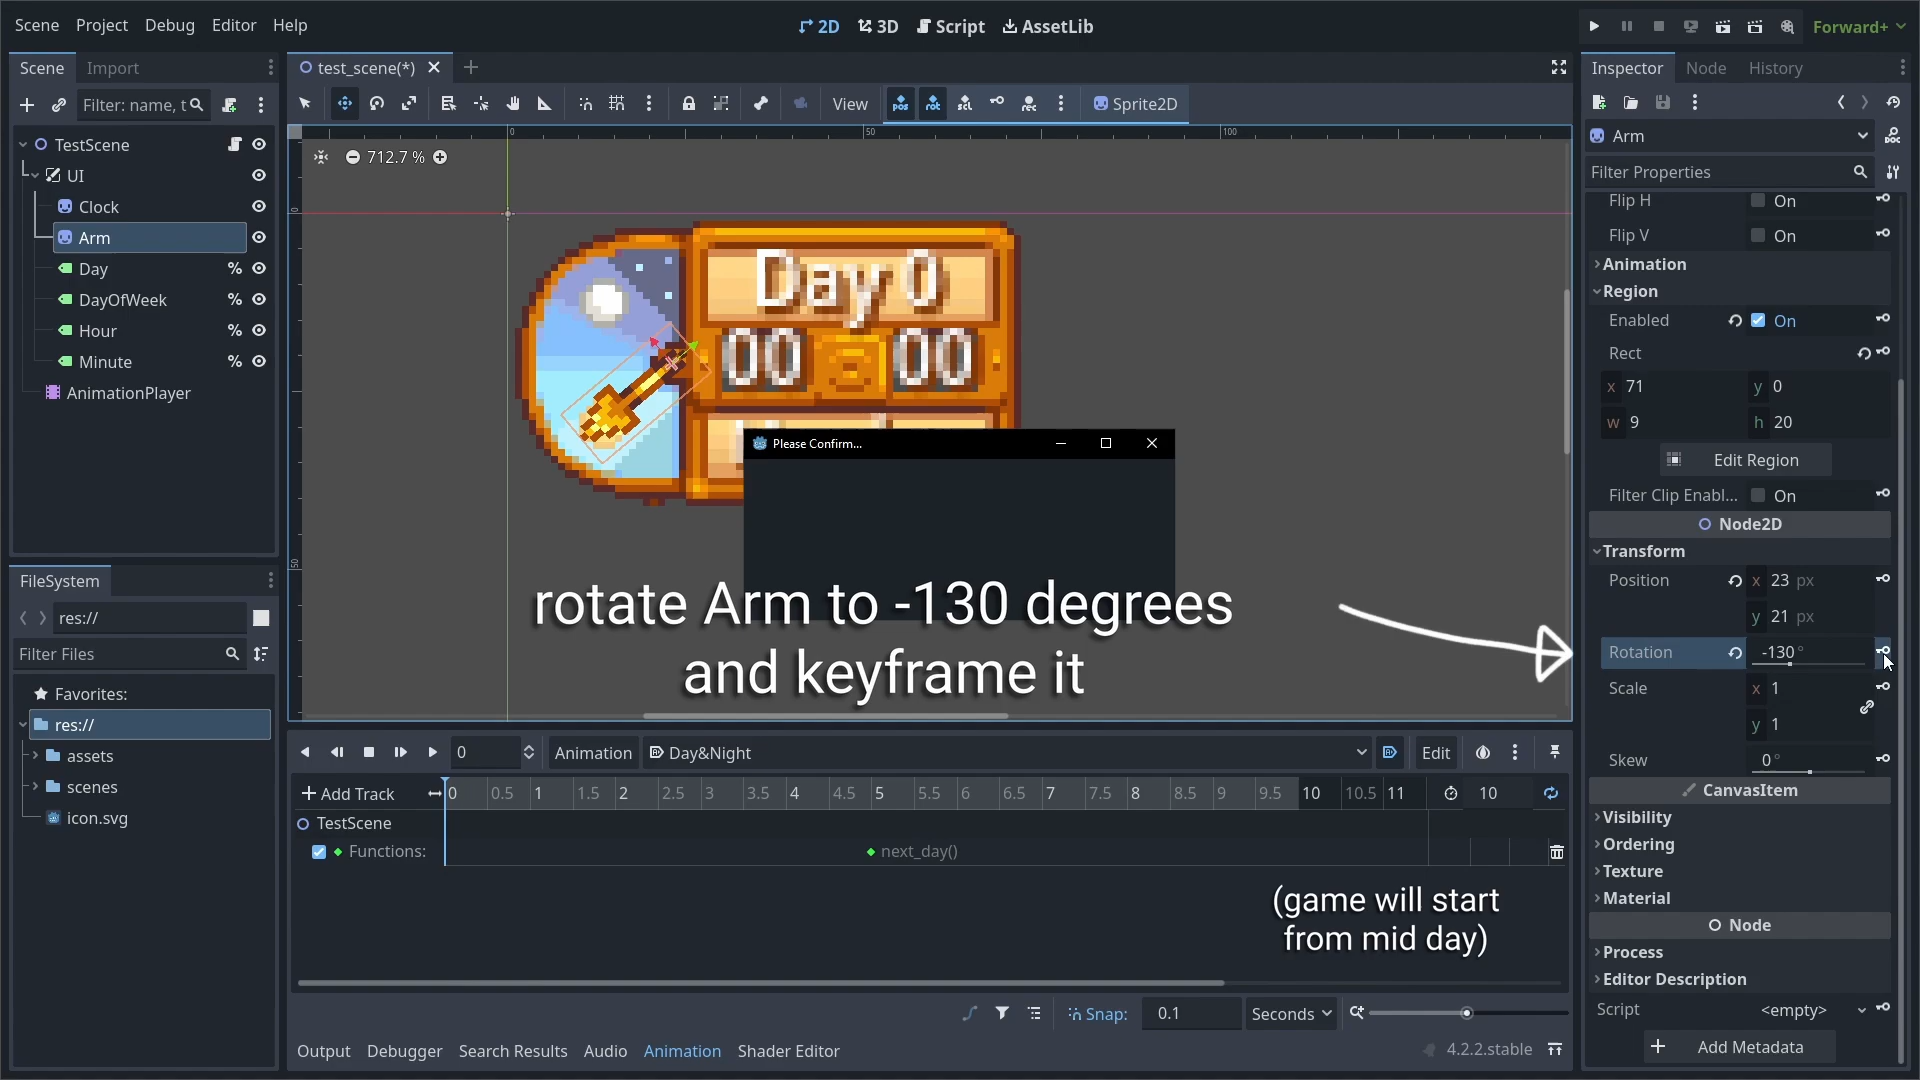 Scene Project Debug Editor Help
2D 3D Script AssetLib
Forward+
Scene Import
test_scene(*)
Inspector Node History
Filter: name, t
View
Sprite2D
Arm
Filter Properties
TestScene
UI
Clock
Arm
Day %
DayOfWeek %
Hour %
Minute %
AnimationPlayer
0 50 100
712.7 %
0
50
Day 0
00 00
Please Confirm...
rotate Arm to -130 degrees
and keyframe it
Flip H On
Flip V On
Animation
Region
Enabled On
Rect
x 71 y 0
w 9 h 20
Edit Region
Filter Clip Enabl... On
Node2D
Transform
Position x 23 px
y 21 px
Rotation -130 °
Scale x 1
y 1
Skew 0 °
CanvasItem
Visibility
Ordering
Texture
Material
Node
Process
Editor Description
Script <empty>
Add Metadata
FileSystem
res://
Filter Files
Favorites:
res://
assets
scenes
icon.svg
0 Animation Day&Night Edit
Add Track 0 0.5 1 1.5 2 2.5 3 3.5 4 4.5 5 5.5 6 6.5 7 7.5 8 8.5 9 9.5 10 10.5 11 10
TestScene
Functions: next_day()
(game will start
from mid day)
Snap: 0.1 Seconds
Output Debugger Search Results Audio Animation Shader Editor 4.2.2.stable